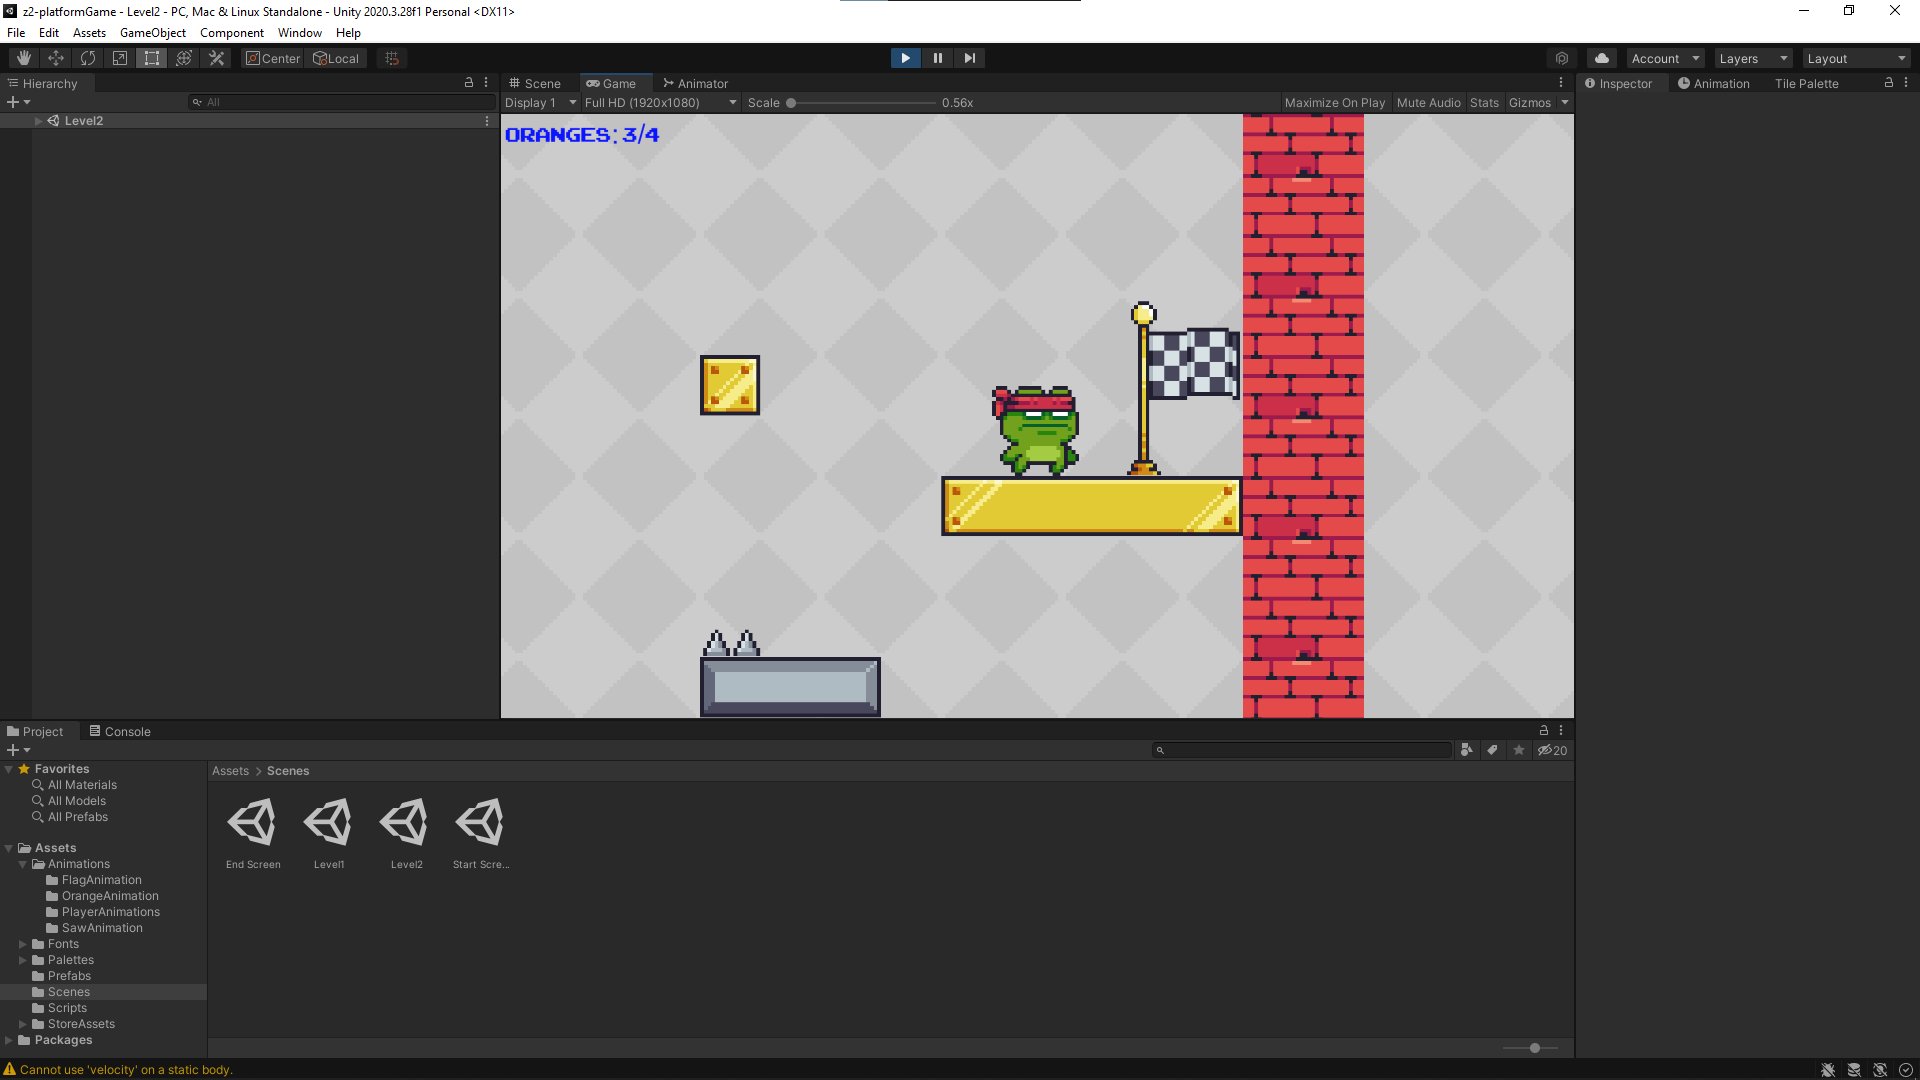 z2-platformGame - Level2 - PC, Mac & Linux Standalone - Unity 2020.3.28f1 Personal <DX11>
File Edit Assets GameObject Component Window Help
Center Local Account Layers Layout
Hierarchy
All
Level2
Scene Game Animator
Display 1 Full HD (1920x1080) Scale 0.56x Maximize On Play Mute Audio Stats Gizmos
ORANGES: 3/4
Inspector Animation Tile Palette
Project Console
20
Favorites
All Materials
All Models
All Prefabs
Assets
Animations
FlagAnimation
OrangeAnimation
PlayerAnimations
SawAnimation
Fonts
Palettes
Prefabs
Scenes
Scripts
StoreAssets
Packages
Assets > Scenes
End Screen Level1 Level2 Start Scre...
Cannot use 'velocity' on a static body.